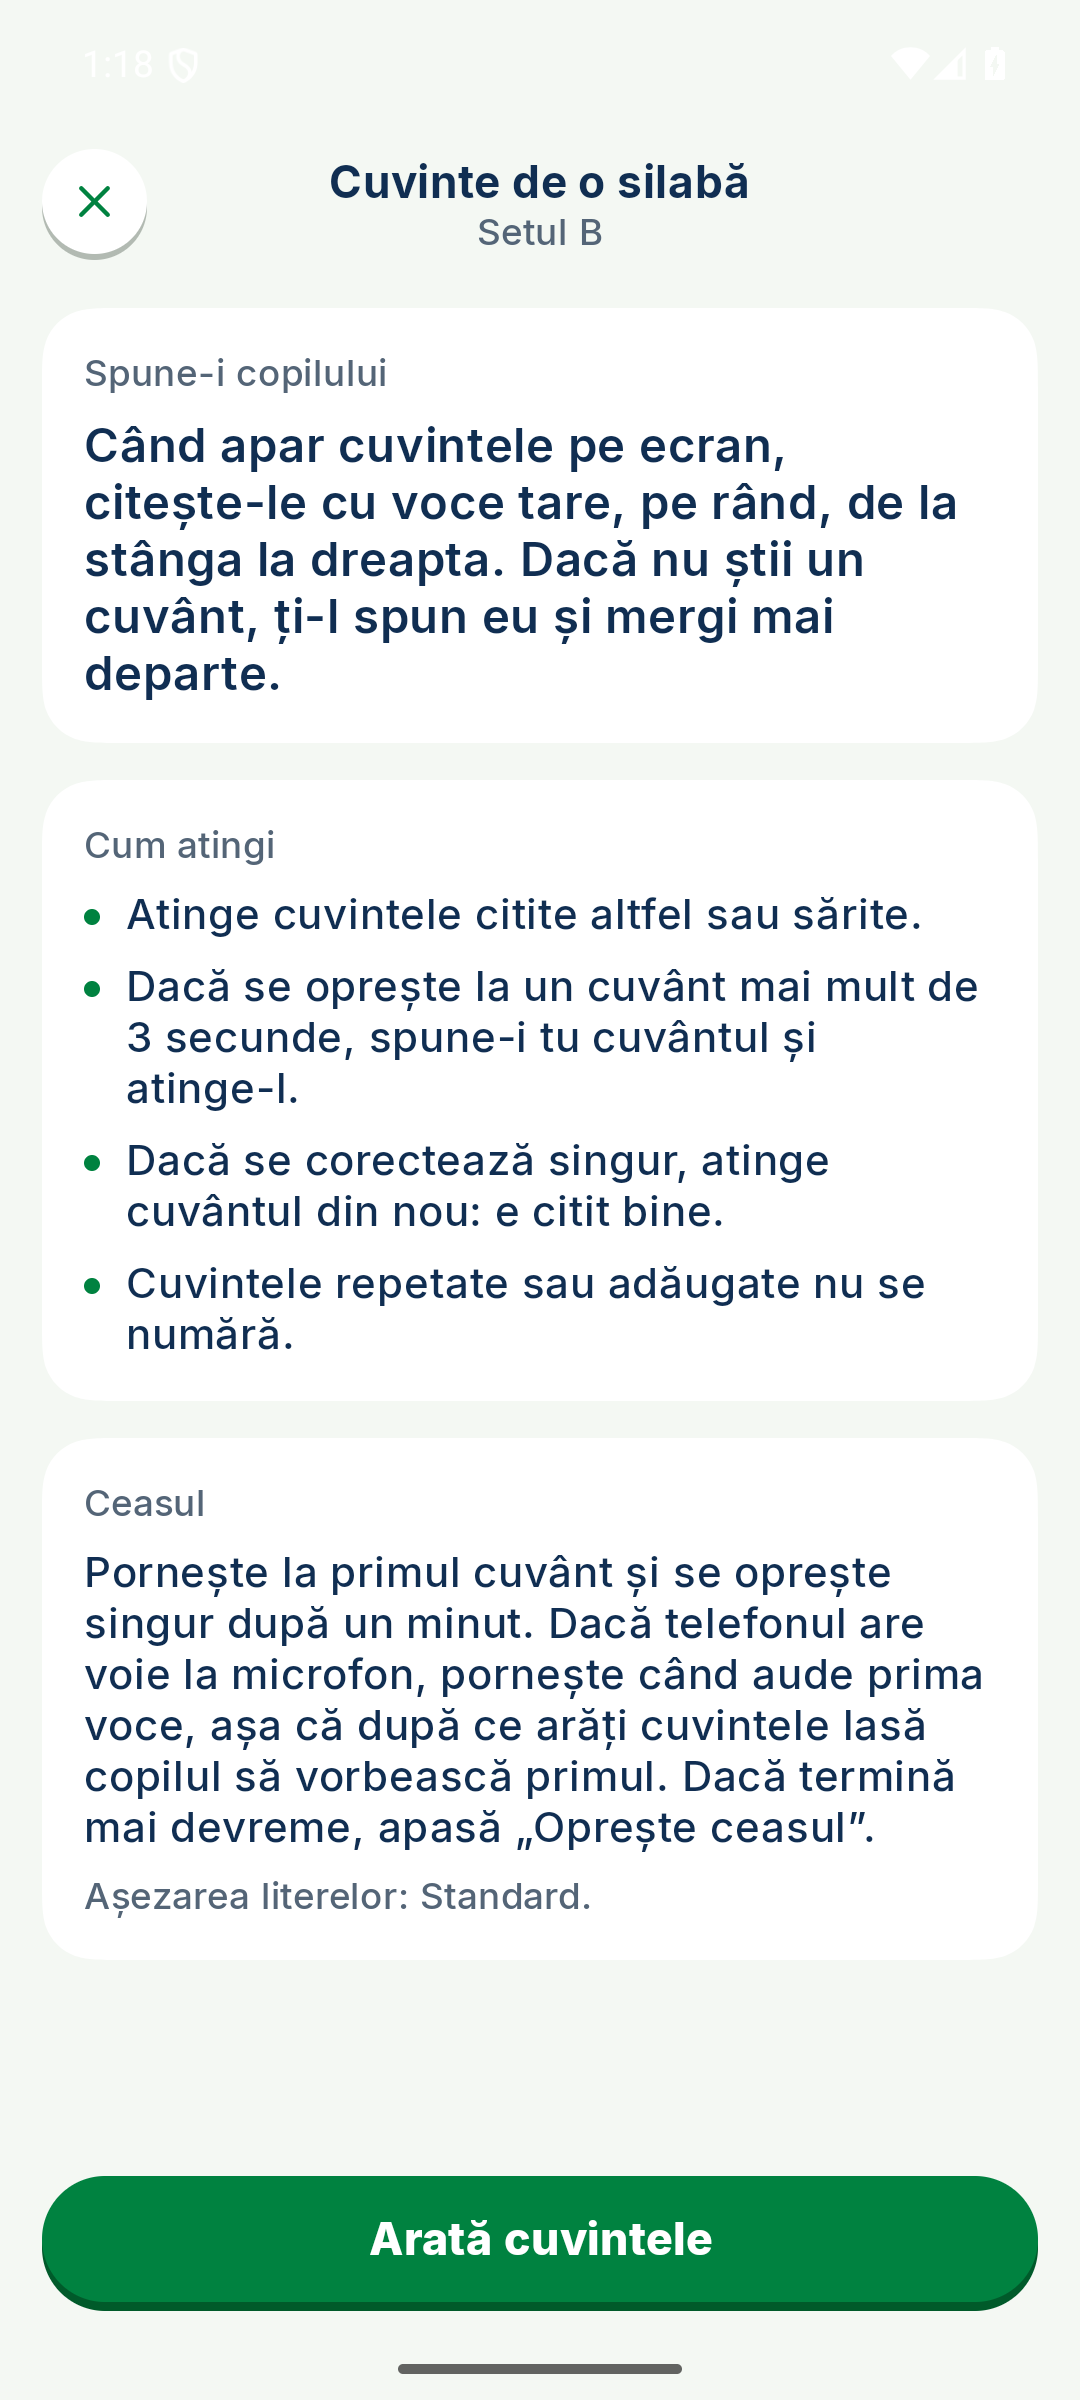 1:18
Cuvinte de o silabă
Setul B
Spune-i copilului
Când apar cuvintele pe ecran,
citește-le cu voce tare, pe rând, de la
stânga la dreapta. Dacă nu știi un
cuvânt, ți-l spun eu și mergi mai
departe.
Cum atingi
Atinge cuvintele citite altfel sau sărite.
Dacă se oprește la un cuvânt mai mult de
3 secunde, spune-i tu cuvântul și
atinge-l.
Dacă se corectează singur, atinge
cuvântul din nou: e citit bine.
Cuvintele repetate sau adăugate nu se
numără.
Ceasul
Pornește la primul cuvânt și se oprește
singur după un minut. Dacă telefonul are
voie la microfon, pornește când aude prima
voce, așa că după ce arăți cuvintele lasă
copilul să vorbească primul. Dacă termină
mai devreme, apasă „Oprește ceasul”.
Așezarea literelor: Standard.
Arată cuvintele